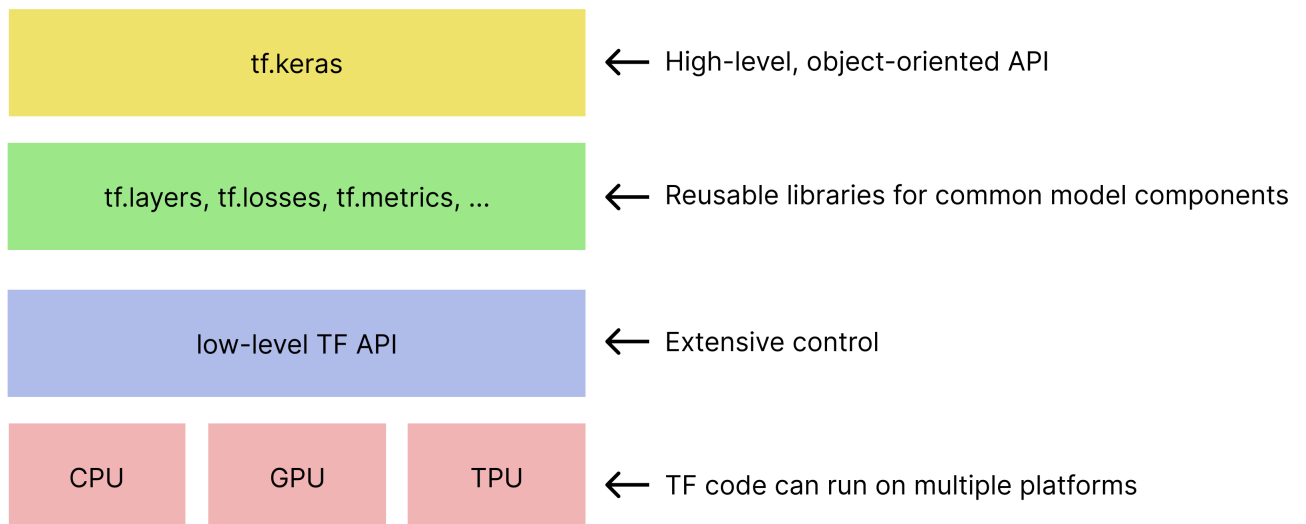 tf.keras
High-level, object-oriented API
tf.layers, tf.losses, tf.metrics, ...
Reusable libraries for common model components
low-level TF API
Extensive control
CPU
GPU
TPU
TF code can run on multiple platforms